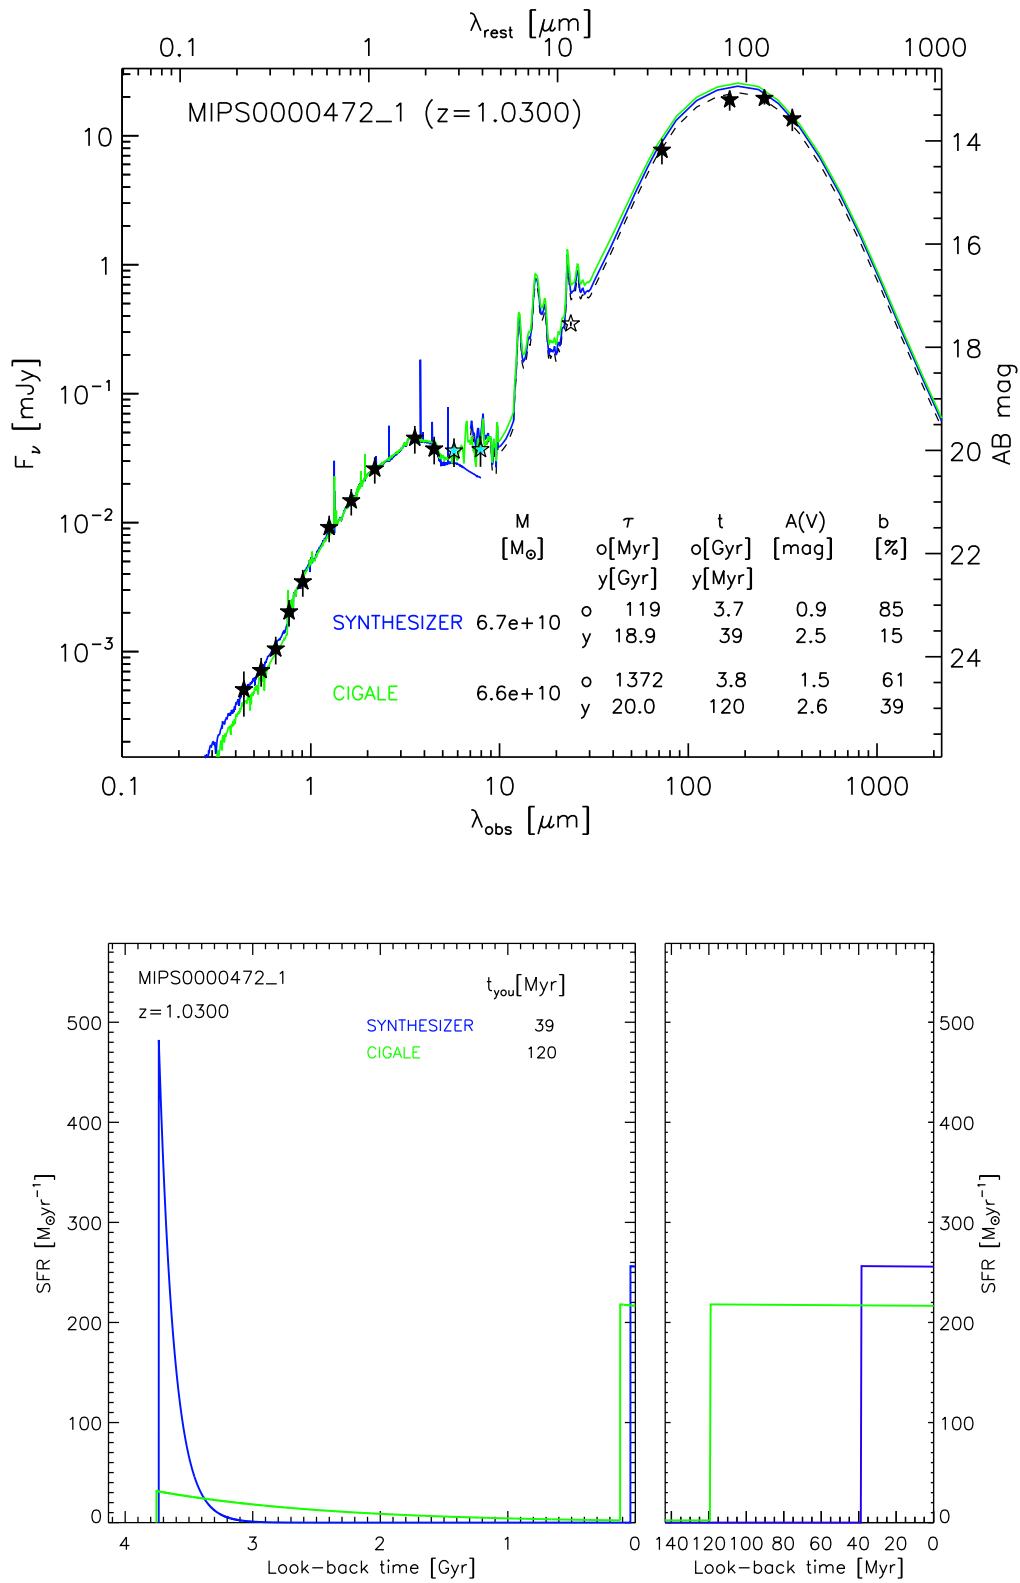 λrest [μm]
0.1 1 10 100 1000
MIPS0000472_1 (z=1.0300)
10
1
10⁻¹
10⁻²
10⁻³
Fν [mJy]
14
16
18
20
22
24
AB mag
M τ t A(V) b
[M⊙] o[Myr] o[Gyr] [mag] [%]
y[Gyr] y[Myr]
SYNTHESIZER 6.7e+10
o 119 3.7 0.9 85
y 18.9 39 2.5 15
CIGALE 6.6e+10
o 1372 3.8 1.5 61
y 20.0 120 2.6 39
0.1 1 10 100 1000
λobs [μm]
MIPS0000472_1
z=1.0300
tyou[Myr]
SYNTHESIZER 39
CIGALE 120
500
400
300
200
100
0
SFR [M⊙yr⁻¹]
4 3 2 1 0
Look-back time [Gyr]
500
400
300
200
100
0
SFR [M⊙yr⁻¹]
140 120 100 80 60 40 20 0
Look-back time [Myr]